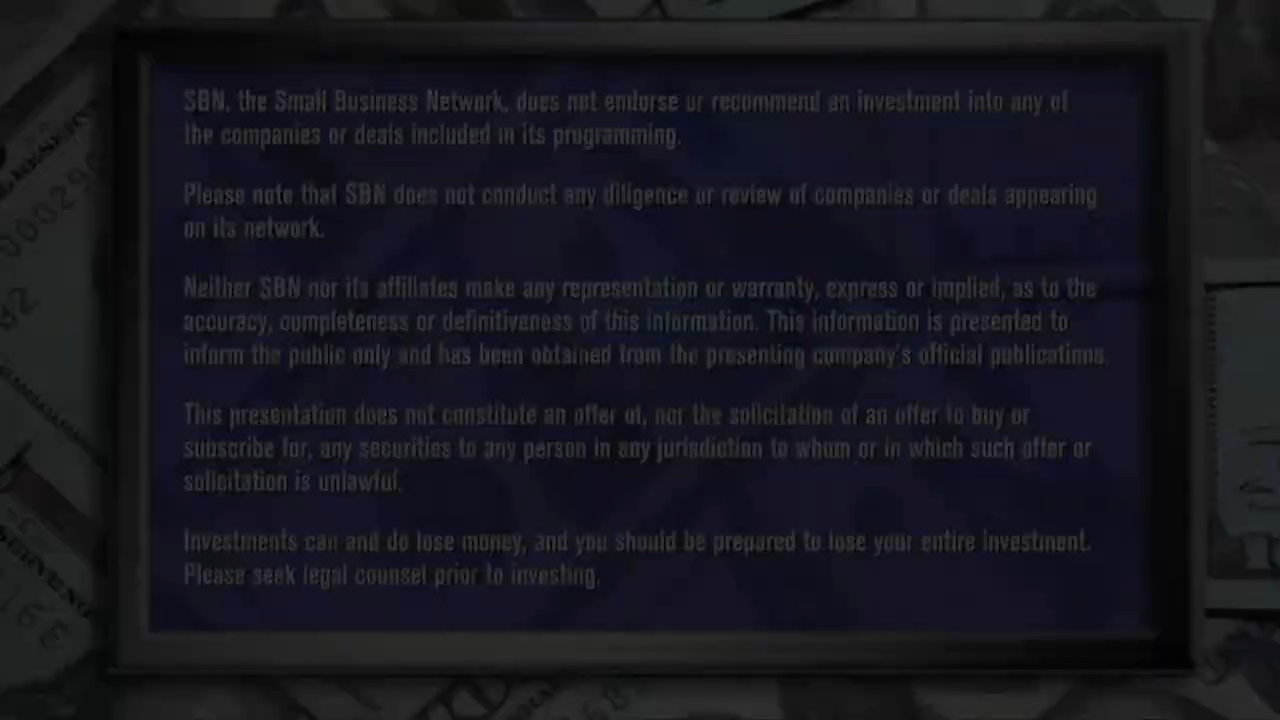 SBN, the Small Business Network, does not endorse or recommend an investment into any of
the companies or deals included in its programming.
Please note that SBN does not conduct any diligence or review of companies or deals appearing
on its network.
Neither SBN nor its affiliates make any representation or warranty, express or implied, as to the
accuracy, completeness or definitiveness of this information. This information is presented to
inform the public only and has been obtained from the presenting company's official publications.
This presentation does not constitute an offer of, nor the solicitation of an offer to buy or
subscribe for, any securities to any person in any jurisdiction to whom or in which such offer or
solicitation is unlawful.
Investments can and do lose money, and you should be prepared to lose your entire investment.
Please seek legal counsel prior to investing.